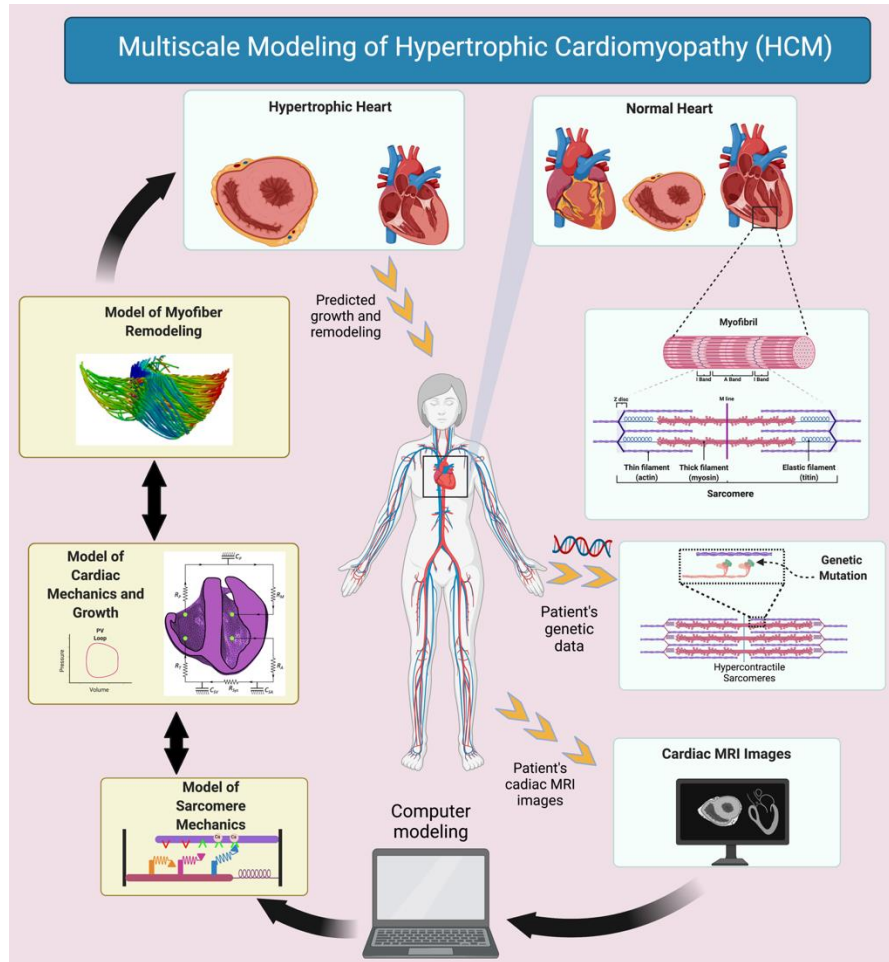 Multiscale Modeling of Hypertrophic Cardiomyopathy (HCM)
Hypertrophic Heart
Normal Heart
Predicted
growth and
remodeling
Model of Myofiber
Remodeling
Myofibril
I Band
A Band
I Band
Z disc
M line
Thin filament
(actin)
Thick filament
(myosin)
Elastic filament
(titin)
Sarcomere
Model of
Cardiac
Mechanics and
Growth
PV
Loop
Pressure
Volume
Genetic
Mutation
Patient's
genetic
data
Hypercontractile
Sarcomeres
Model of
Sarcomere
Mechanics
Ca
Ca
Patient's
cadiac MRI
images
Cardiac MRI Images
Computer
modeling